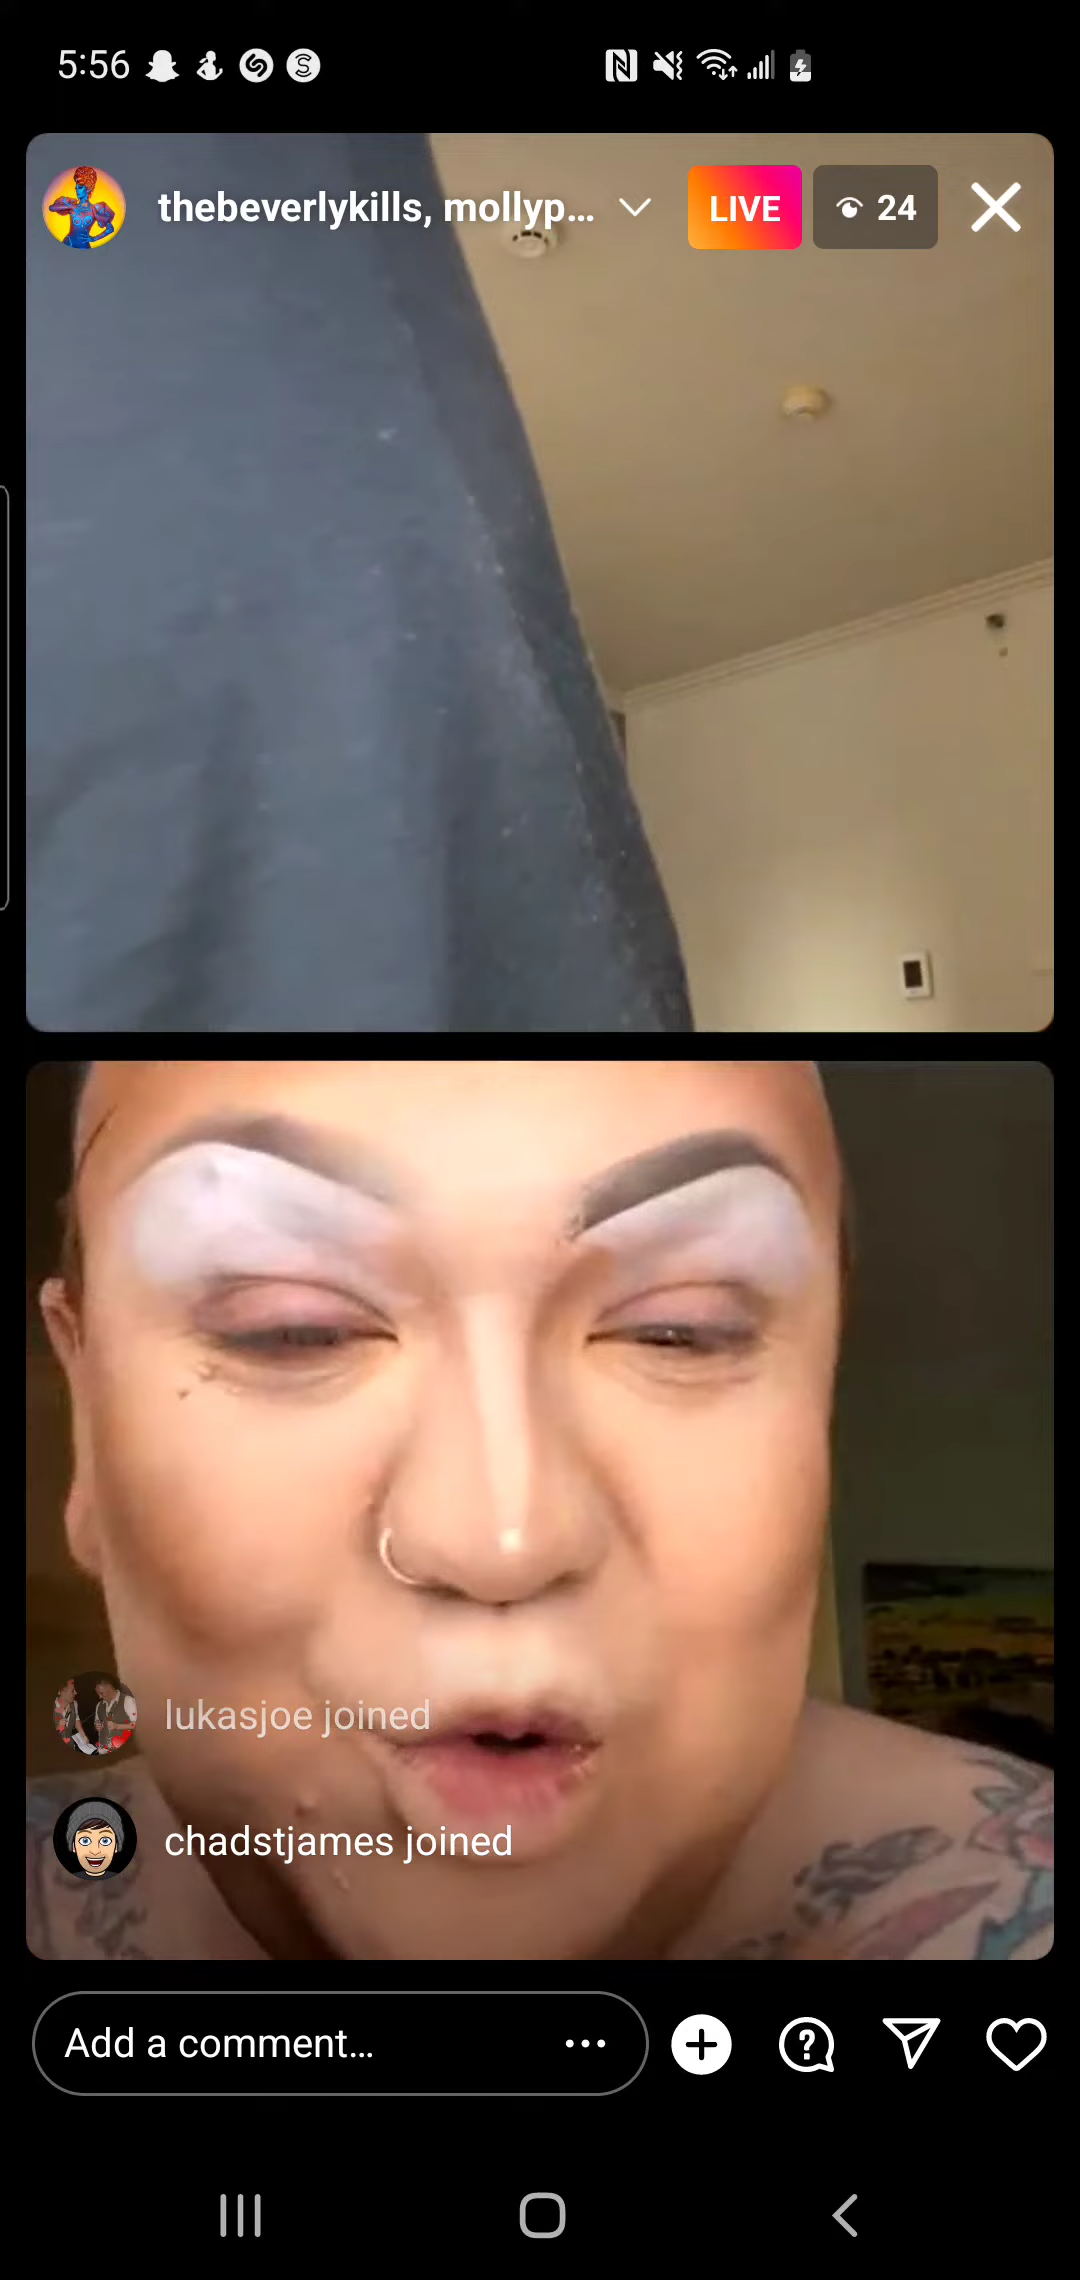 5:56
thebeverlykills, mollyp...
LIVE
24
lukasjoe joined
chadstjames joined
Add a comment...